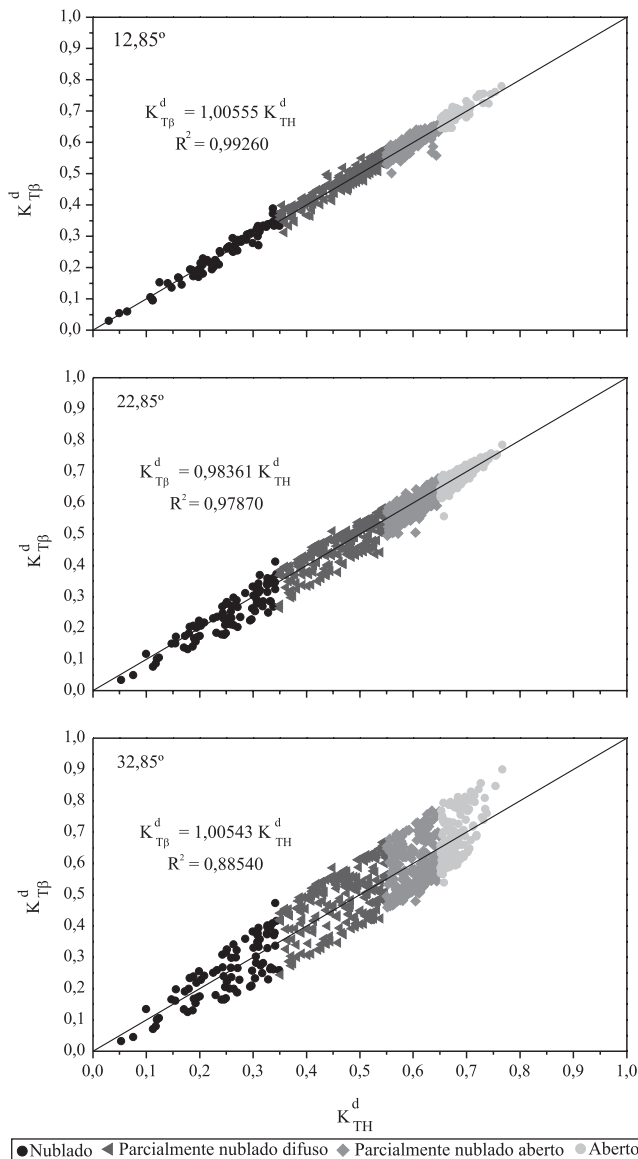 1,0
0,9
0,8
0,7
0,6
0,5
0,4
0,3
0,2
0,1
0,0
K^d_Tβ
12,85º
K^d_Tβ = 1,00555 K^d_TH
R² = 0,99260
1,0
0,9
0,8
0,7
0,6
0,5
0,4
0,3
0,2
0,1
0,0
K^d_Tβ
22,85º
K^d_Tβ = 0,98361 K^d_TH
R² = 0,97870
1,0
0,9
0,8
0,7
0,6
0,5
0,4
0,3
0,2
0,1
0,0
K^d_Tβ
32,85º
K^d_Tβ = 1,00543 K^d_TH
R² = 0,88540
0,0 0,1 0,2 0,3 0,4 0,5 0,6 0,7 0,8 0,9 1,0
K^d_TH
Nublado Parcialmente nublado difuso Parcialmente nublado aberto Aberto